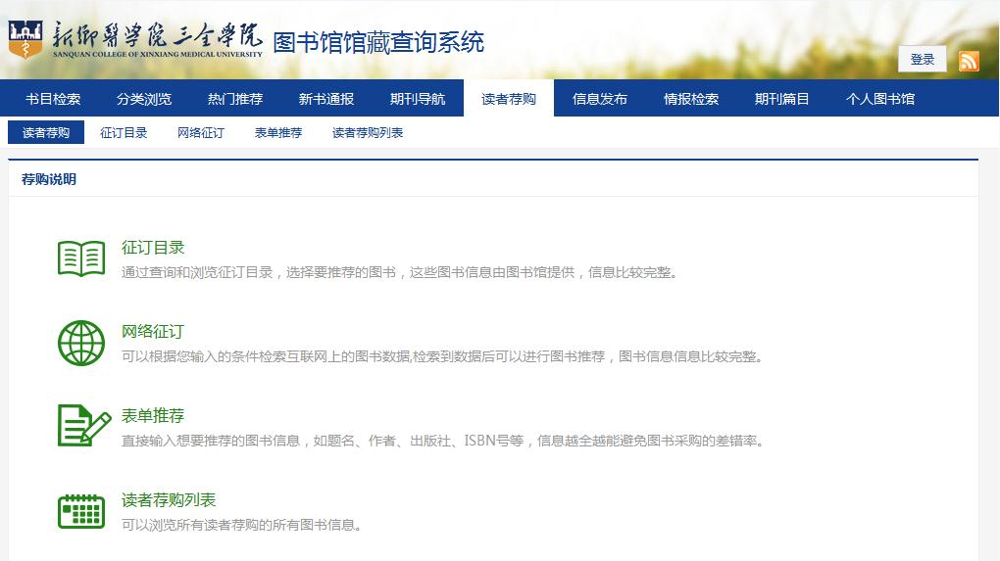 新乡醫学院三全学院
SANQUAN COLLEGE OF XINXIANG MEDICAL UNIVERSITY
图书馆馆藏查询系统
登录
书目检索 分类浏览 热门推荐 新书通报 期刊导航 读者荐购 信息发布 情报检索 期刊篇目 个人图书馆
读者荐购 征订目录 网络征订 表单推荐 读者荐购列表
荐购说明
征订目录
通过查询和浏览征订目录，选择要推荐的图书，这些图书信息由图书馆提供，信息比较完整。
网络征订
可以根据您输入的条件检索互联网上的图书数据,检索到数据后可以进行图书推荐，图书信息信息比较完整。
表单推荐
直接输入想要推荐的图书信息，如题名、作者、出版社、ISBN号等，信息越全越能避免图书采购的差错率。
读者荐购列表
可以浏览所有读者荐购的所有图书信息。